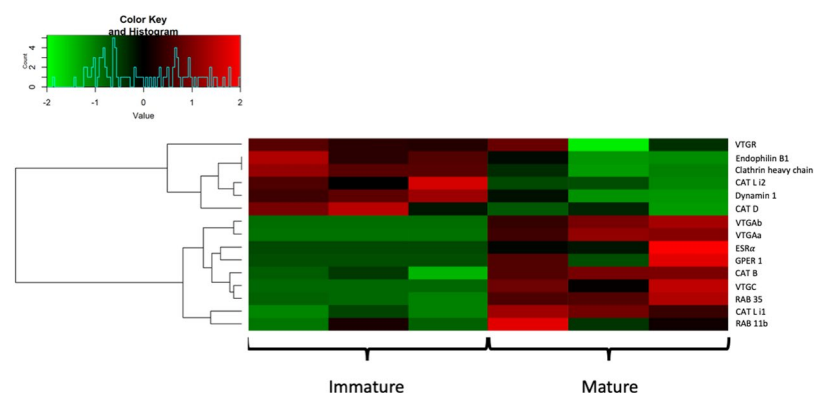 Color Key
and Histogram
Count
0 2 4
-2 -1 0 1 2
Value
VTGR
Endophilin B1
Clathrin heavy chain
CAT L i2
Dynamin 1
CAT D
VTGAb
VTGAa
ESRα
GPER 1
CAT B
VTGC
RAB 35
CAT L i1
RAB 11b
Immature Mature